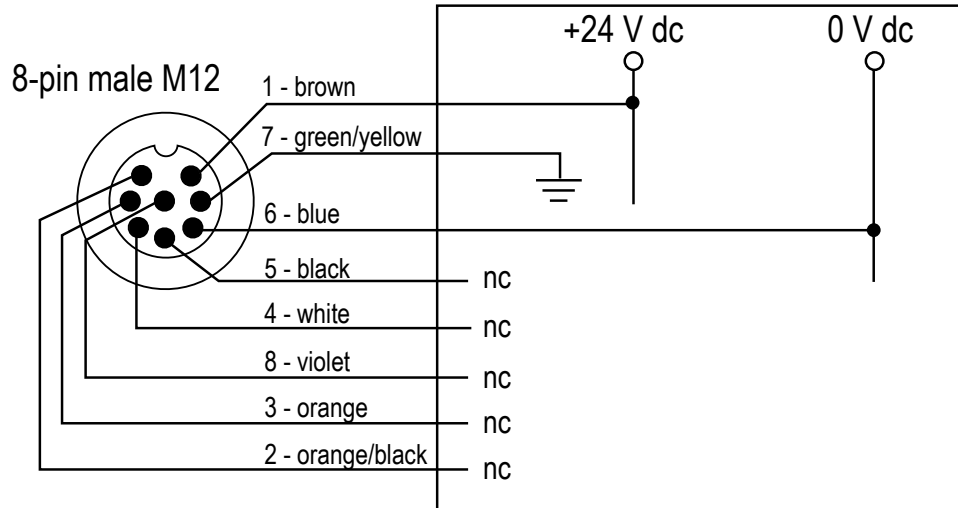 +24 V dc
0 V dc
8-pin male M12
1 - brown
7 - green/yellow
6 - blue
5 - black
nc
4 - white
nc
8 - violet
nc
3 - orange
nc
2 - orange/black
nc